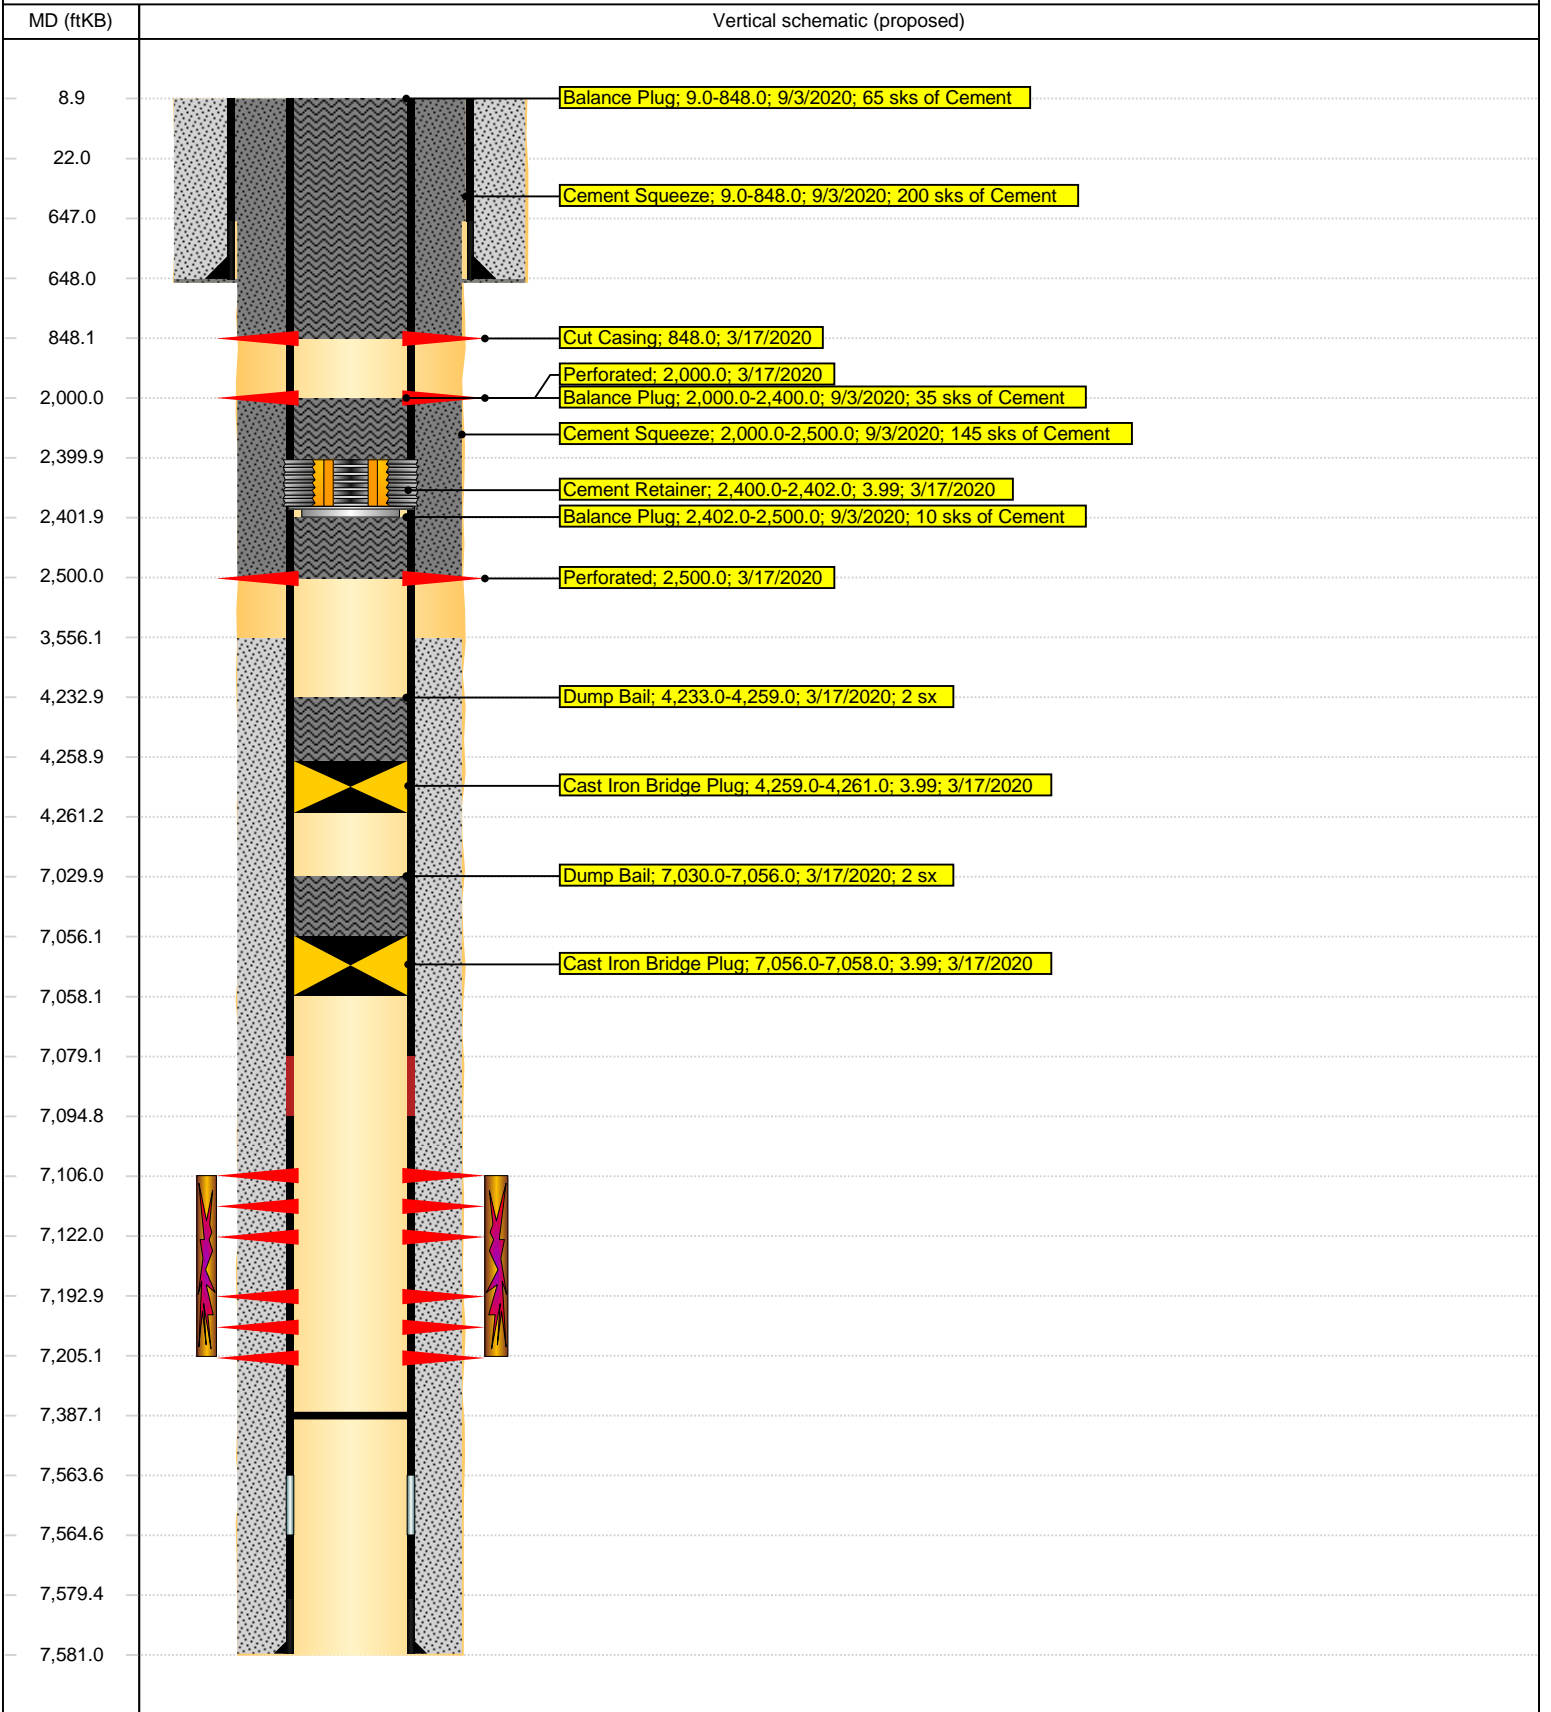 MD (ftKB) Vertical schematic (proposed)
8.9 Balance Plug; 9.0-848.0; 9/3/2020; 65 sks of Cement
22.0
Cement Squeeze; 9.0-848.0; 9/3/2020; 200 sks of Cement
647.0
648.0
848.1 Cut Casing; 848.0; 3/17/2020
Perforated; 2,000.0; 3/17/2020
2,000.0 Balance Plug; 2,000.0-2,400.0; 9/3/2020; 35 sks of Cement
Cement Squeeze; 2,000.0-2,500.0; 9/3/2020; 145 sks of Cement
2,399.9
Cement Retainer; 2,400.0-2,402.0; 3.99; 3/17/2020
2,401.9 Balance Plug; 2,402.0-2,500.0; 9/3/2020; 10 sks of Cement
2,500.0 Perforated; 2,500.0; 3/17/2020
3,556.1
4,232.9 Dump Bail; 4,233.0-4,259.0; 3/17/2020; 2 sx
4,258.9
Cast Iron Bridge Plug; 4,259.0-4,261.0; 3.99; 3/17/2020
4,261.2
7,029.9 Dump Bail; 7,030.0-7,056.0; 3/17/2020; 2 sx
7,056.1
Cast Iron Bridge Plug; 7,056.0-7,058.0; 3.99; 3/17/2020
7,058.1
7,079.1
7,094.8
7,106.0
7,122.0
7,192.9
7,205.1
7,387.1
7,563.6
7,564.6
7,579.4
7,581.0